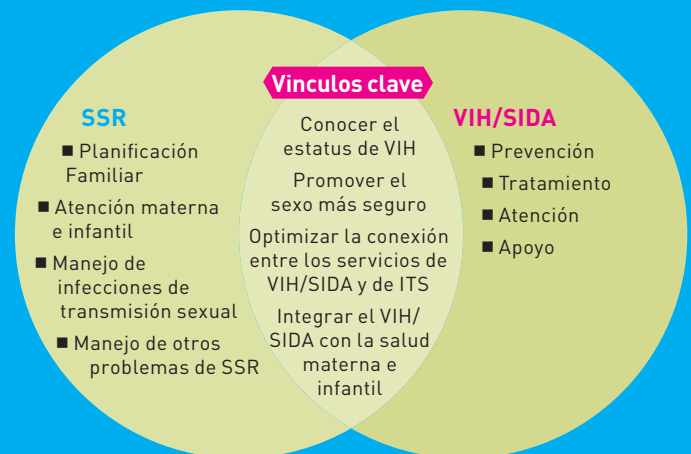 Vinculos clave
SSR
■ Planificación
Familiar
■ Atención materna
e infantil
■ Manejo de
infecciones de
transmisión sexual
■ Manejo de otros
problemas de SSR
Conocer el
estatus de VIH
Promover el
sexo más seguro
Optimizar la conexión
entre los servicios de
VIH/SIDA y de ITS
Integrar el VIH/
SIDA con la salud
materna e
infantil
VIH/SIDA
■ Prevención
■ Tratamiento
■ Atención
■ Apoyo